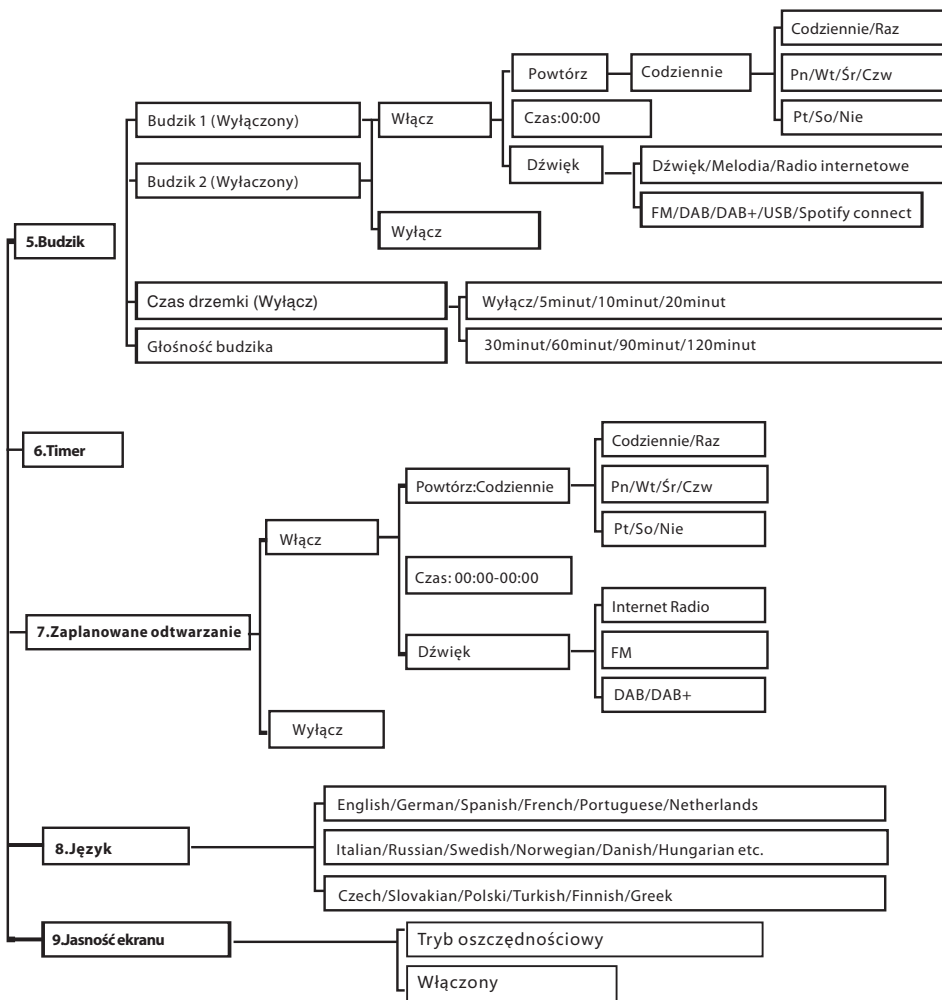 5.Budzik
Budzik 1 (Wyłączony)
Budzik 2 (Wyłaczony)
Włącz
Powtórz
Codziennie
Codziennie/Raz
Pn/Wt/Śr/Czw
Pt/So/Nie
Czas:00:00
Dźwięk
Dźwięk/Melodia/Radio internetowe
FM/DAB/DAB+/USB/Spotify connect
Wyłącz
Czas drzemki (Wyłącz)
Wyłącz/5minut/10minut/20minut
30minut/60minut/90minut/120minut
Głośność budzika
6.Timer
7.Zaplanowane odtwarzanie
Włącz
Powtórz:Codziennie
Codziennie/Raz
Pn/Wt/Śr/Czw
Pt/So/Nie
Czas: 00:00-00:00
Dźwięk
Internet Radio
FM
DAB/DAB+
Wyłącz
8.Język
English/German/Spanish/French/Portuguese/Netherlands
Italian/Russian/Swedish/Norwegian/Danish/Hungarian etc.
Czech/Slovakian/Polski/Turkish/Finnish/Greek
9.Jasność ekranu
Tryb oszczędnościowy
Włączony